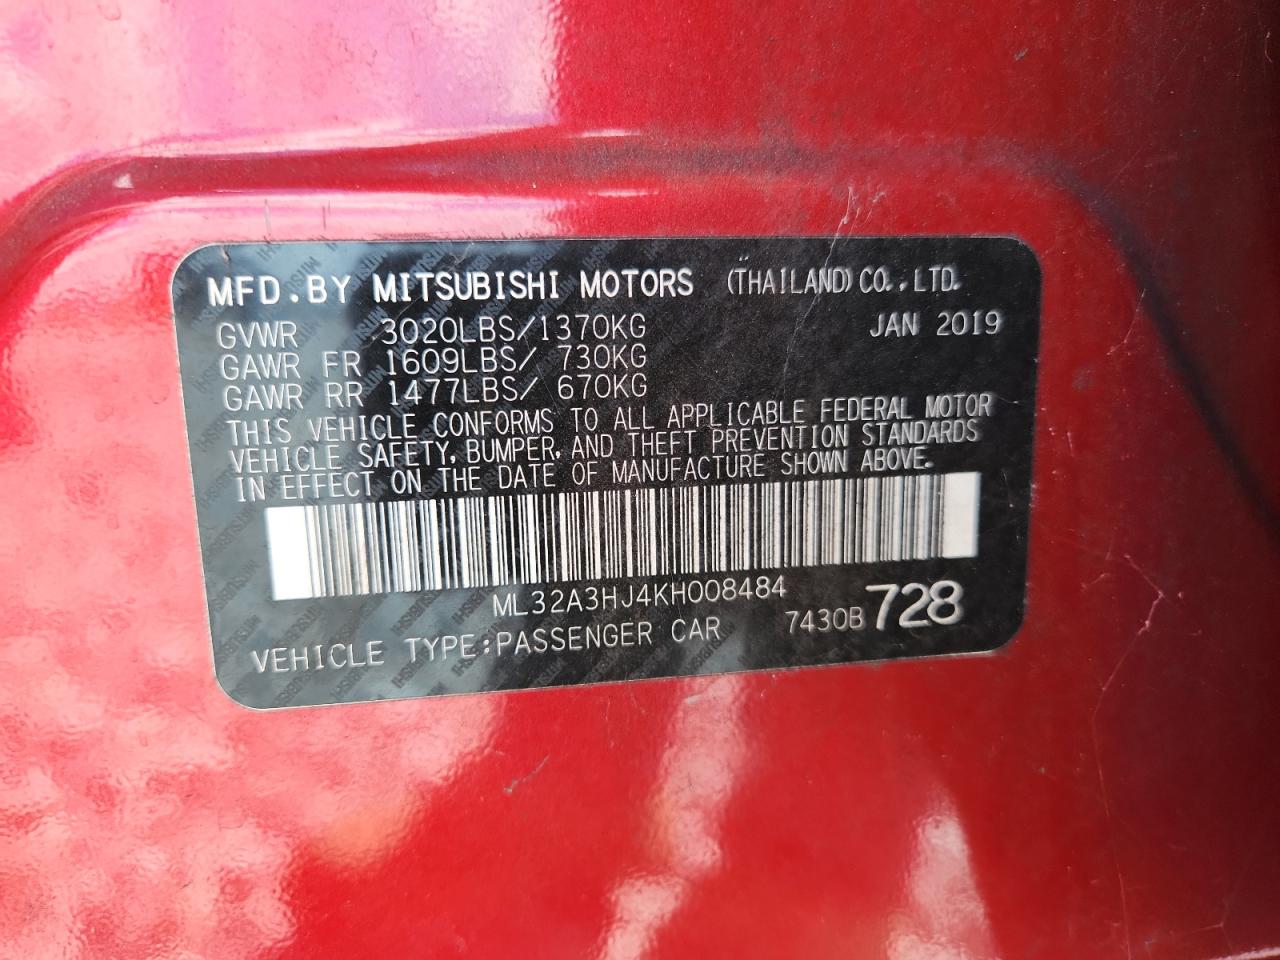 MFD.BY MITSUBISHI MOTORS (THAILAND) CO., LTD.
GVWR 3020LBS/1370KG JAN 2019
GAWR FR 1609LBS/ 730KG
GAWR RR 1477LBS/ 670KG
THIS VEHICLE CONFORMS TO ALL APPLICABLE FEDERAL MOTOR
VEHICLE SAFETY, BUMPER, AND THEFT PREVENTION STANDARDS
IN EFFECT ON THE DATE OF MANUFACTURE SHOWN ABOVE.
ML32A3HJ4KH008484
VEHICLE TYPE:PASSENGER CAR 7430B 728